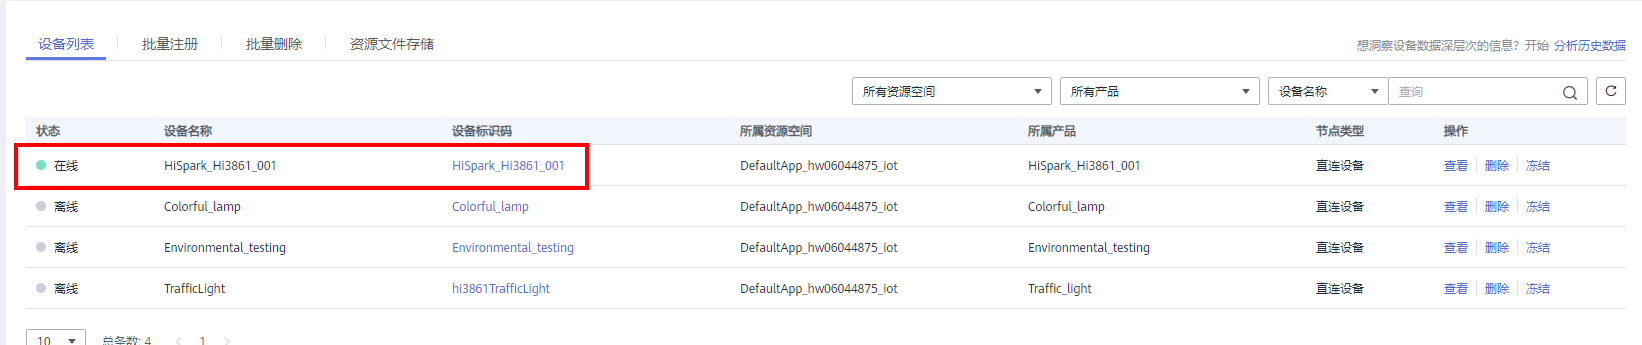 设备列表 批量注册 批量删除 资源文件存储
想洞察设备数据深层次的信息？开始 分析历史数据
所有资源空间 所有产品 设备名称 查询
状态 设备名称 设备标识码 所属资源空间 所属产品 节点类型 操作
在线 HiSpark_Hi3861_001 HiSpark_Hi3861_001 DefaultApp_hw06044875_iot HiSpark_Hi3861_001 直连设备 查看 删除 冻结
离线 Colorful_lamp Colorful_lamp DefaultApp_hw06044875_iot Colorful_lamp 直连设备 查看 删除 冻结
离线 Environmental_testing Environmental_testing DefaultApp_hw06044875_iot Environmental_testing 直连设备 查看 删除 冻结
离线 TrafficLight hi3861TrafficLight DefaultApp_hw06044875_iot Traffic_light 直连设备 查看 删除 冻结
10 总条数: 4 1